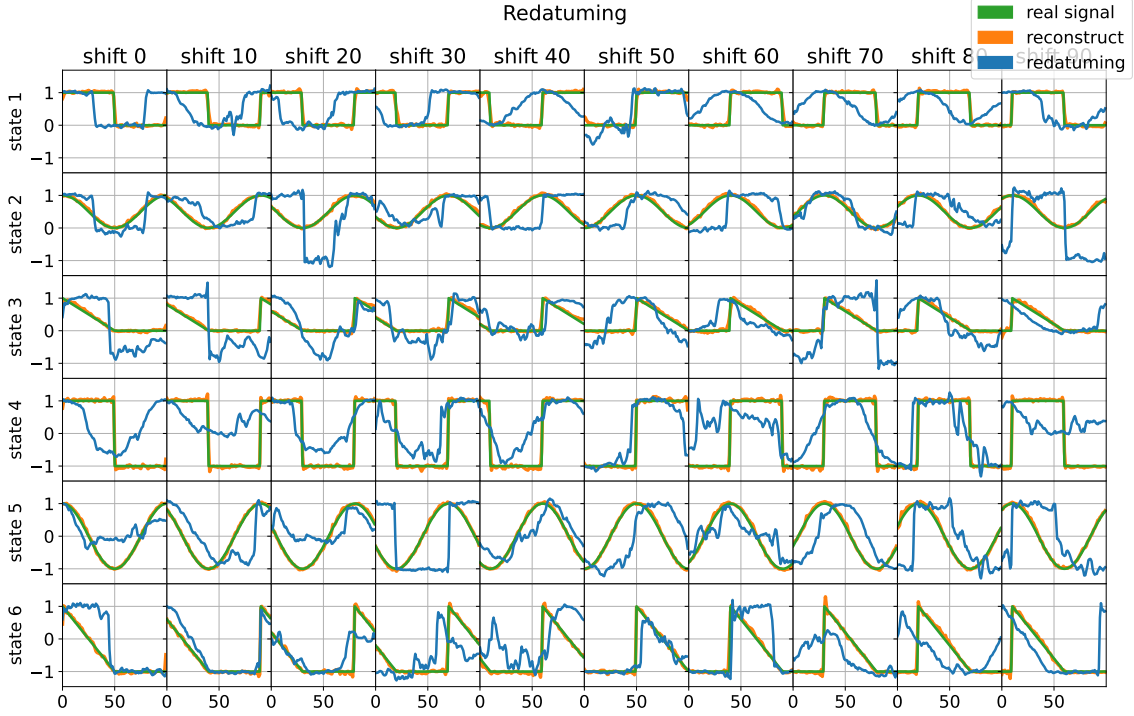 Redatuming
real signal
reconstruct
redatuming
shift 0 shift 10 shift 20 shift 30 shift 40 shift 50 shift 60 shift 70 shift 80 shift 90
state 1
1
0
−1
state 2
1
0
−1
state 3
1
0
−1
state 4
1
0
−1
state 5
1
0
−1
state 6
1
0
−1
0 50 0 50 0 50 0 50 0 50 0 50 0 50 0 50 0 50 50